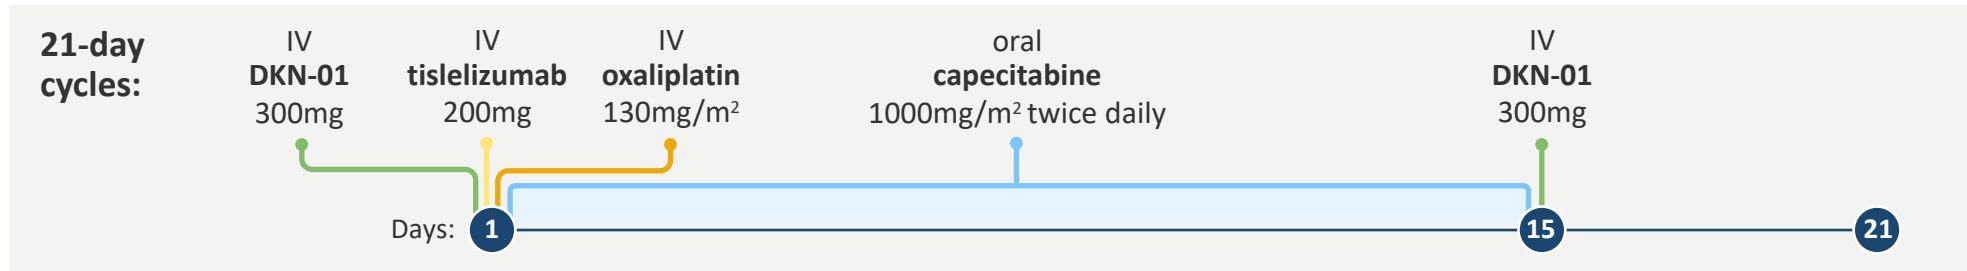 21-day
cycles:
IV
DKN-01
300mg
IV
tislelizumab
200mg
IV
oxaliplatin
130mg/m²
oral
capecitabine
1000mg/m² twice daily
IV
DKN-01
300mg
Days:
1
15
21